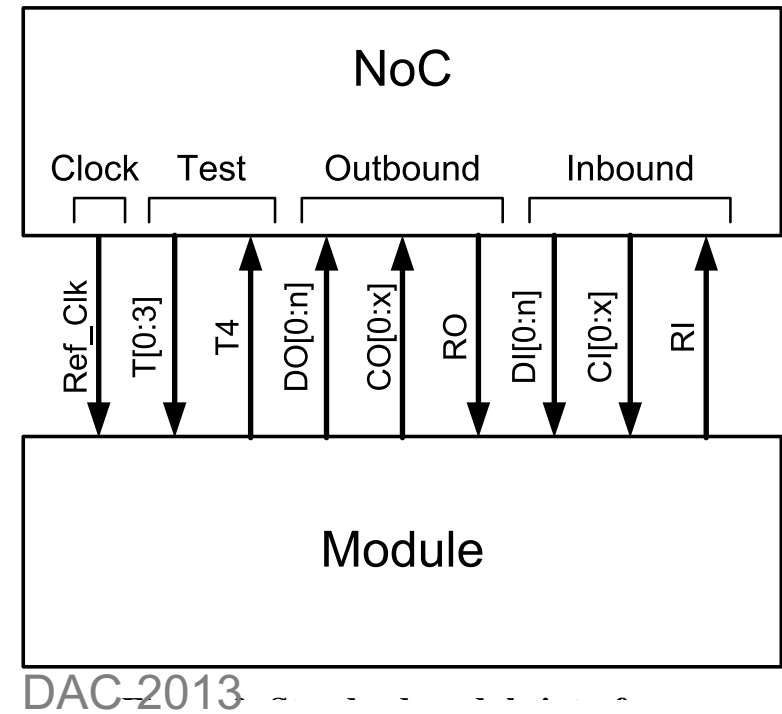 NoC
Clock Test Outbound Inbound
Ref_Clk
T[0:3]
T4
DO[0:n]
CO[0:x]
RO
DI[0:n]
CI[0:x]
RI
Module
DAC 2013